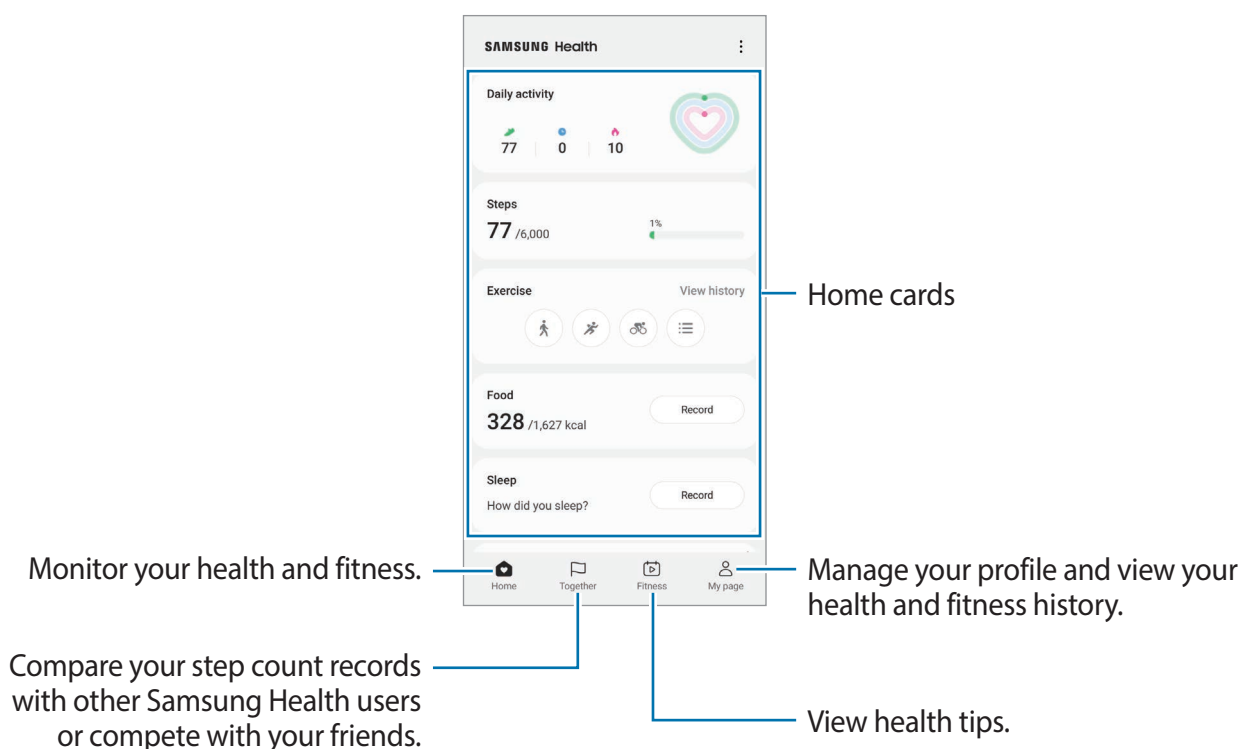 SAMSUNG Health
Daily activity
77 0 10
Steps
77 /6,000
1%
Exercise View history
Food
328 /1,627 kcal
Record
Sleep
How did you sleep?
Record
Home Together Fitness My page
Home cards
Monitor your health and fitness.
Manage your profile and view your
health and fitness history.
Compare your step count records
with other Samsung Health users
or compete with your friends.
View health tips.